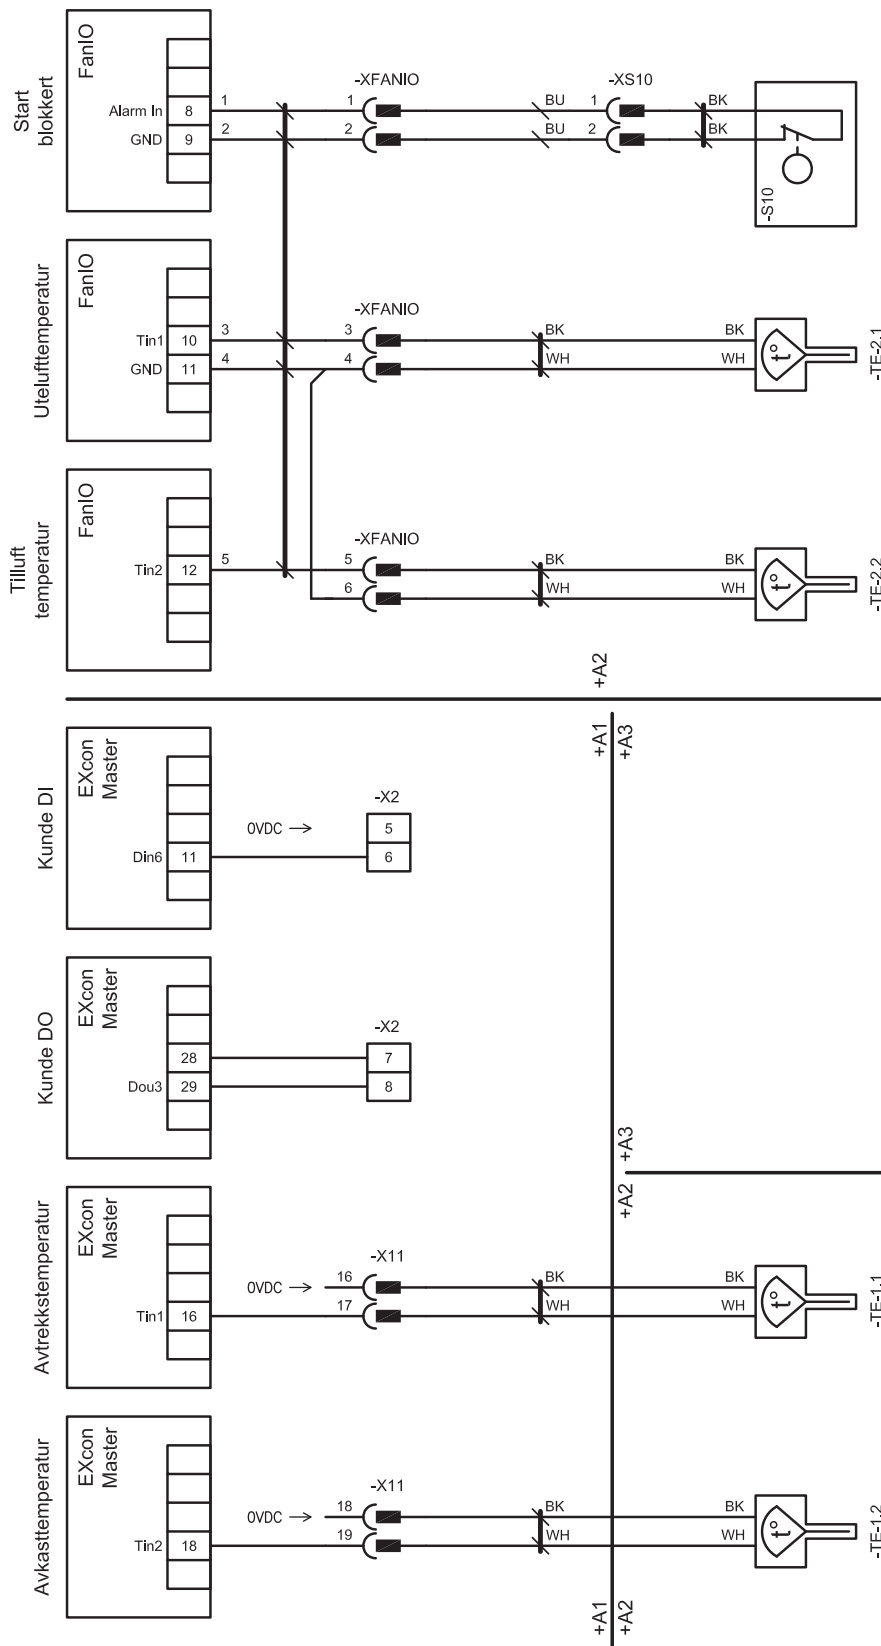 Start
blokkert
FanIO
Alarm In 8 1 1 -XFANIO BU 1 -XS10 BK
GND 9 2 2 BU 2 BK
-S10
Utelufttemperatur
FanIO
-XFANIO
Tin1 10 3 3 BK BK
GND 11 4 4 WH WH
t°
-TE-2.1
Tilluft
temperatur
FanIO
-XFANIO
Tin2 12 5 5 BK BK
6 WH WH
t°
-TE-2.2
+A2
+A1
+A3
Kunde DI
EXcon
Master
-X2
0VDC → 5
Din6 11 6
Kunde DO
EXcon
Master
-X2
28 7
Dou3 29 8
+A3
+A2
Avtrekkstemperatur
EXcon
Master
-X11
0VDC → 16 BK BK
Tin1 16 17 WH WH
t°
-TE-1.1
Avkasttemperatur
EXcon
Master
-X11
0VDC → 18 BK BK
Tin2 18 19 WH WH
t°
-TE-1.2
+A1
+A2